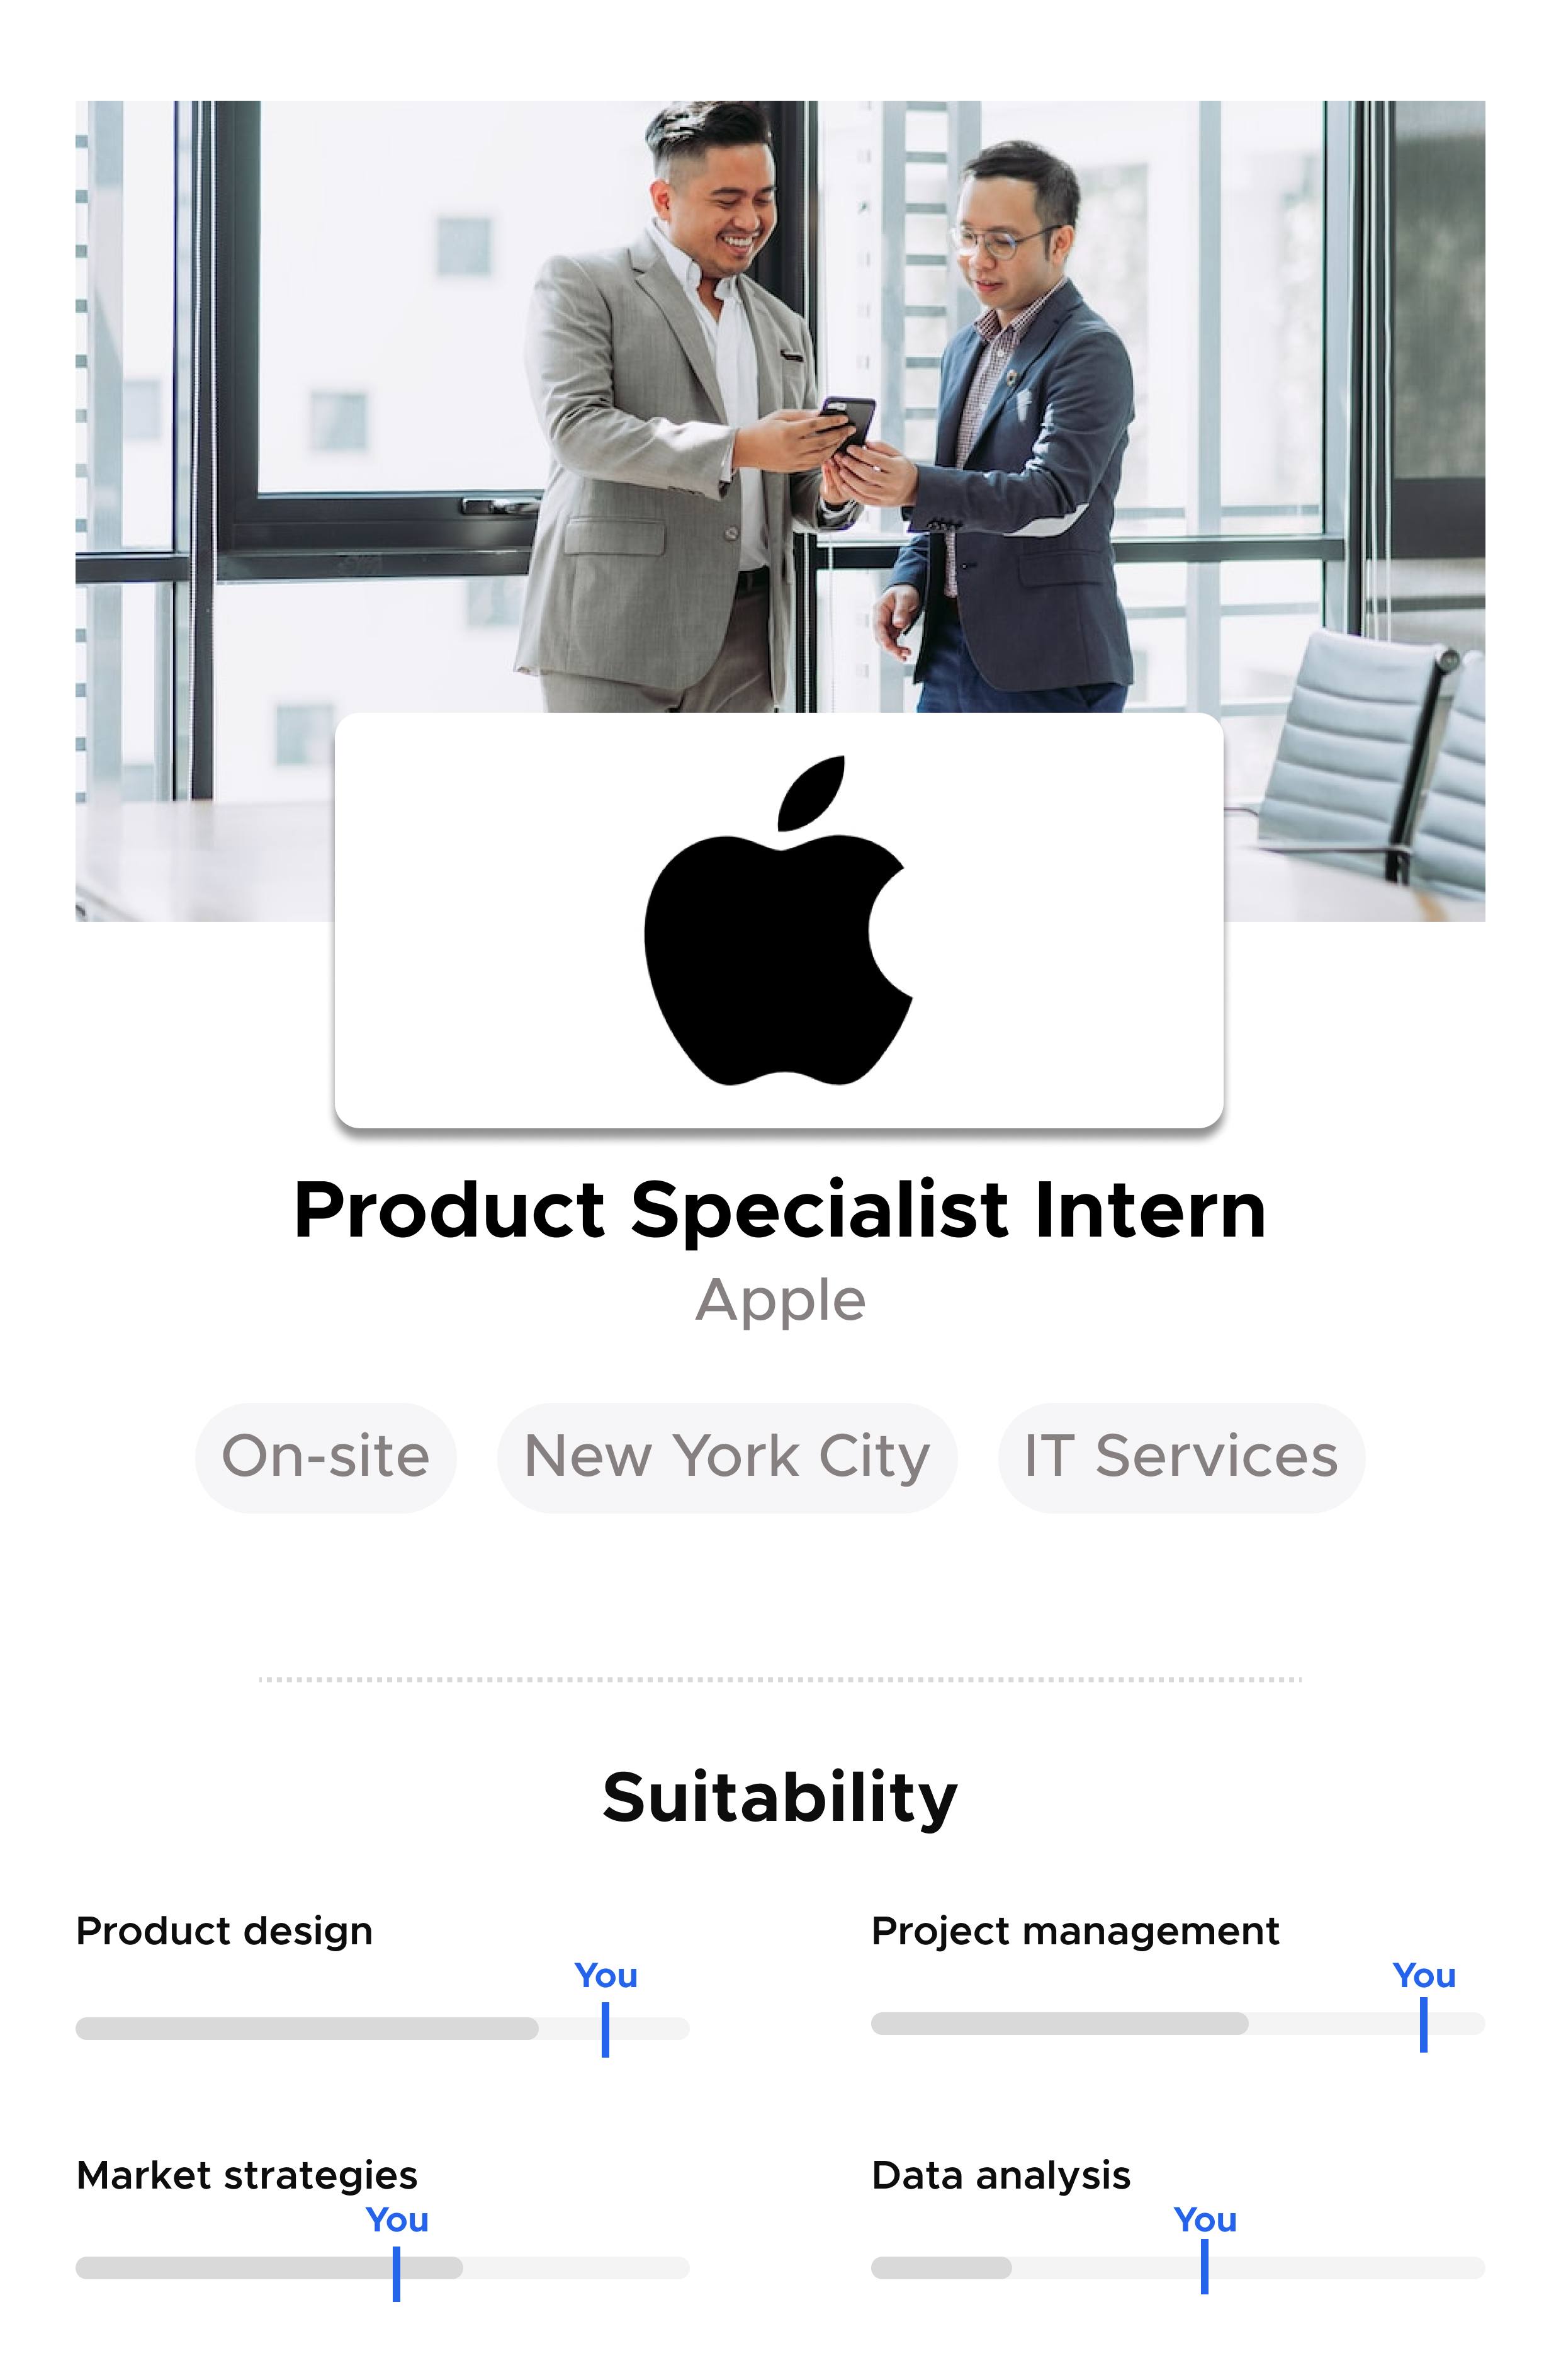 Product Specialist Intern
Apple
On-site
New York City
IT Services
Suitability
Product design
You
Project management
You
Market strategies
You
Data analysis
You